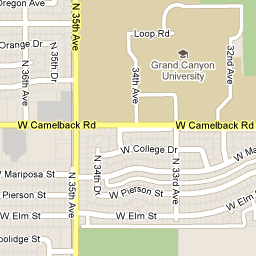 Oregon Ave
N 35th Ave
Loop Rd
Orange Dr
Grand Canyon
University
32nd Ave
N 36th Ave
N 35th Dr
34th Ave
W Camelback Rd
W Camelback Rd
W College Dr
N 34th Dr
N 33rd Ave
W Mariposa St
N 35th Ave
W Pierson St
W Pierson St
W Elm St
W Elm St
W Elm